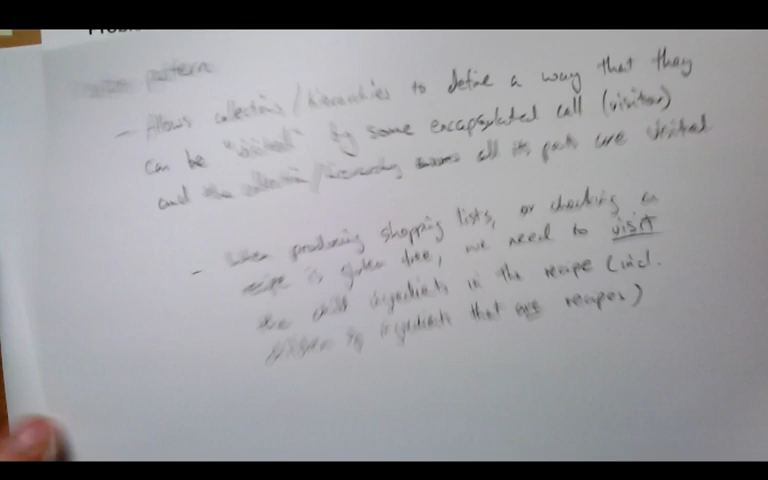 pattern
- Allows collections/hierarchies to define a way that they
can be "visited" by some encapsulated call (visitor)
and the collection/hierarchy all its parts are visited
- When producing shopping lists, or checking a
recipe is gluten free, we need to visit
the child ingredients in the recipe (incl.
ingredients that are recipes)